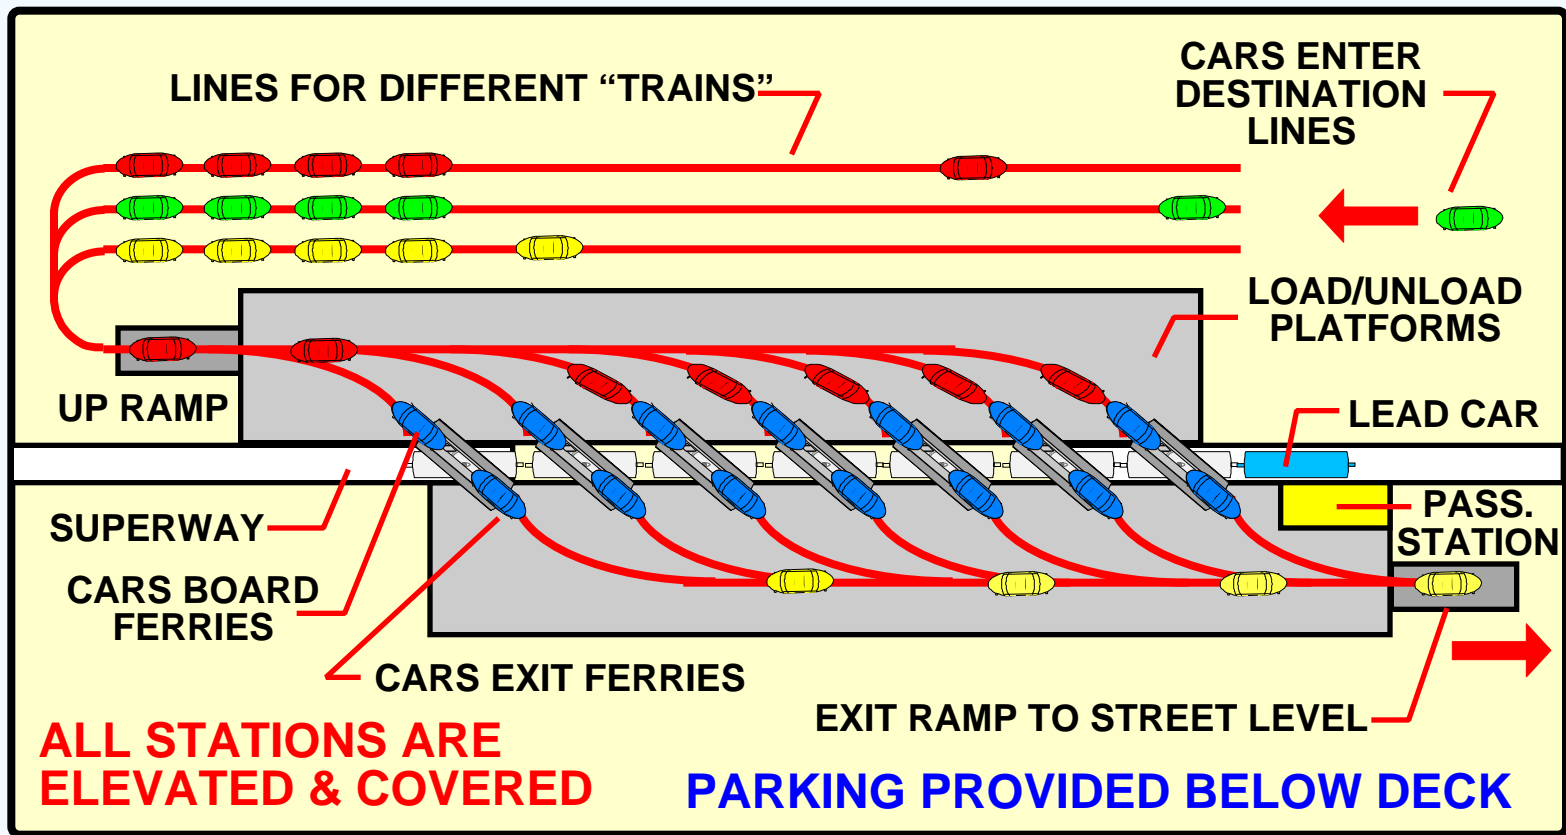 LINES FOR DIFFERENT “TRAINS”
CARS ENTER
DESTINATION
LINES
LOAD/UNLOAD
PLATFORMS
UP RAMP
LEAD CAR
SUPERWAY
PASS.
STATION
CARS BOARD
FERRIES
CARS EXIT FERRIES
EXIT RAMP TO STREET LEVEL
ALL STATIONS ARE
ELEVATED & COVERED
PARKING PROVIDED BELOW DECK